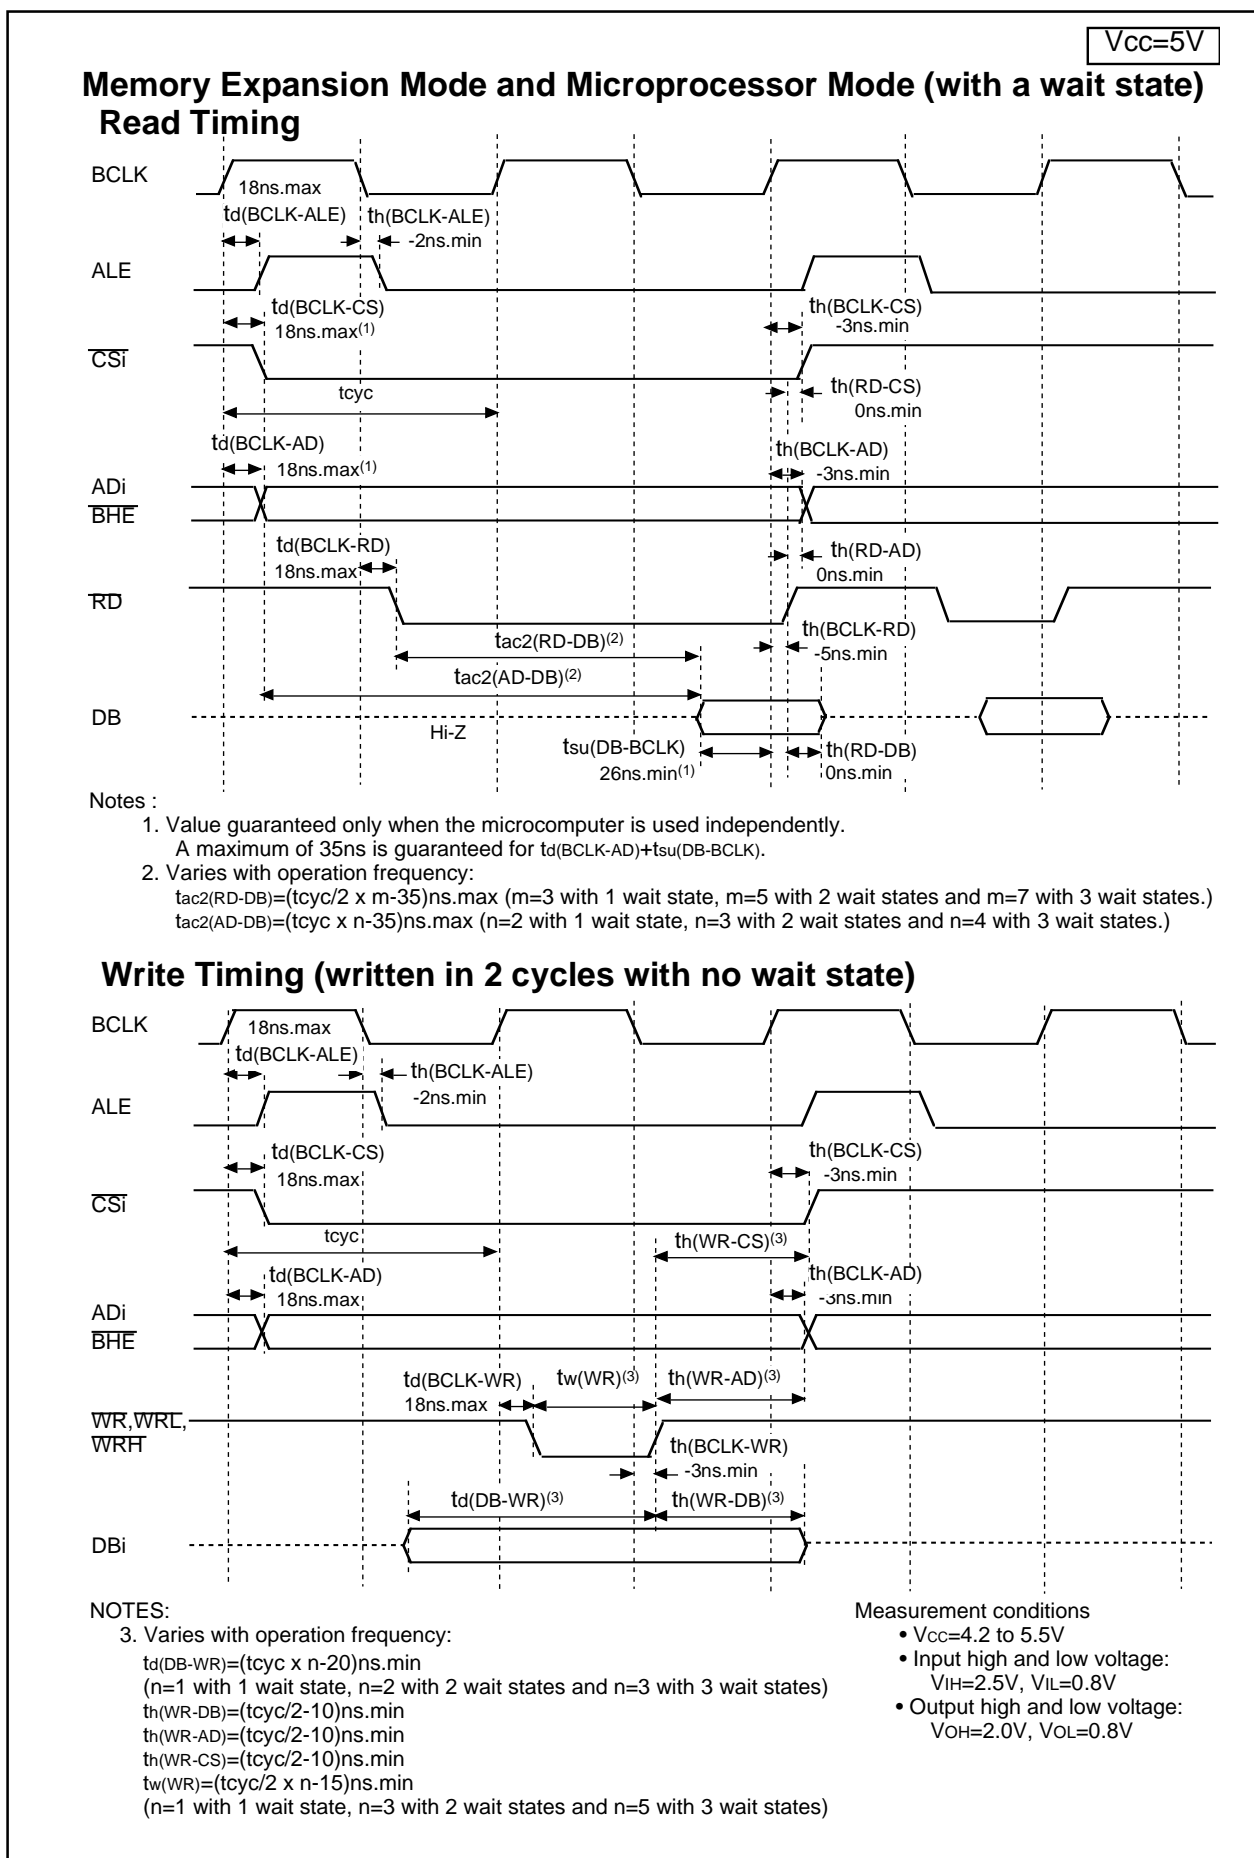 Vcc=5V
Memory Expansion Mode and Microprocessor Mode (with a wait state)
Read Timing
BCLK
18ns.max
td(BCLK-ALE)
th(BCLK-ALE)
-2ns.min
ALE
td(BCLK-CS)
18ns.max(1)
th(BCLK-CS)
-3ns.min
CSi
tcyc
th(RD-CS)
0ns.min
td(BCLK-AD)
18ns.max(1)
th(BCLK-AD)
-3ns.min
ADi
BHE
td(BCLK-RD)
18ns.max
th(RD-AD)
0ns.min
RD
tac2(RD-DB)(2)
th(BCLK-RD)
-5ns.min
tac2(AD-DB)(2)
DB
Hi-Z
tsu(DB-BCLK)
26ns.min(1)
th(RD-DB)
0ns.min
Notes :
1. Value guaranteed only when the microcomputer is used independently.
A maximum of 35ns is guaranteed for td(BCLK-AD)+tsu(DB-BCLK).
2. Varies with operation frequency:
tac2(RD-DB)=(tcyc/2 x m-35)ns.max (m=3 with 1 wait state, m=5 with 2 wait states and m=7 with 3 wait states.)
tac2(AD-DB)=(tcyc x n-35)ns.max (n=2 with 1 wait state, n=3 with 2 wait states and n=4 with 3 wait states.)
Write Timing (written in 2 cycles with no wait state)
BCLK
18ns.max
td(BCLK-ALE)
th(BCLK-ALE)
-2ns.min
ALE
td(BCLK-CS)
18ns.max
th(BCLK-CS)
-3ns.min
CSi
tcyc
th(WR-CS)(3)
td(BCLK-AD)
18ns.max
th(BCLK-AD)
-3ns.min
ADi
BHE
td(BCLK-WR)
18ns.max
tw(WR)(3)
th(WR-AD)(3)
WR,WRL,
WRH
th(BCLK-WR)
-3ns.min
td(DB-WR)(3)
th(WR-DB)(3)
DBi
NOTES:
3. Varies with operation frequency:
td(DB-WR)=(tcyc x n-20)ns.min
(n=1 with 1 wait state, n=2 with 2 wait states and n=3 with 3 wait states)
th(WR-DB)=(tcyc/2-10)ns.min
th(WR-AD)=(tcyc/2-10)ns.min
th(WR-CS)=(tcyc/2-10)ns.min
tw(WR)=(tcyc/2 x n-15)ns.min
(n=1 with 1 wait state, n=3 with 2 wait states and n=5 with 3 wait states)
Measurement conditions
• VCC=4.2 to 5.5V
• Input high and low voltage:
VIH=2.5V, VIL=0.8V
• Output high and low voltage:
VOH=2.0V, VOL=0.8V